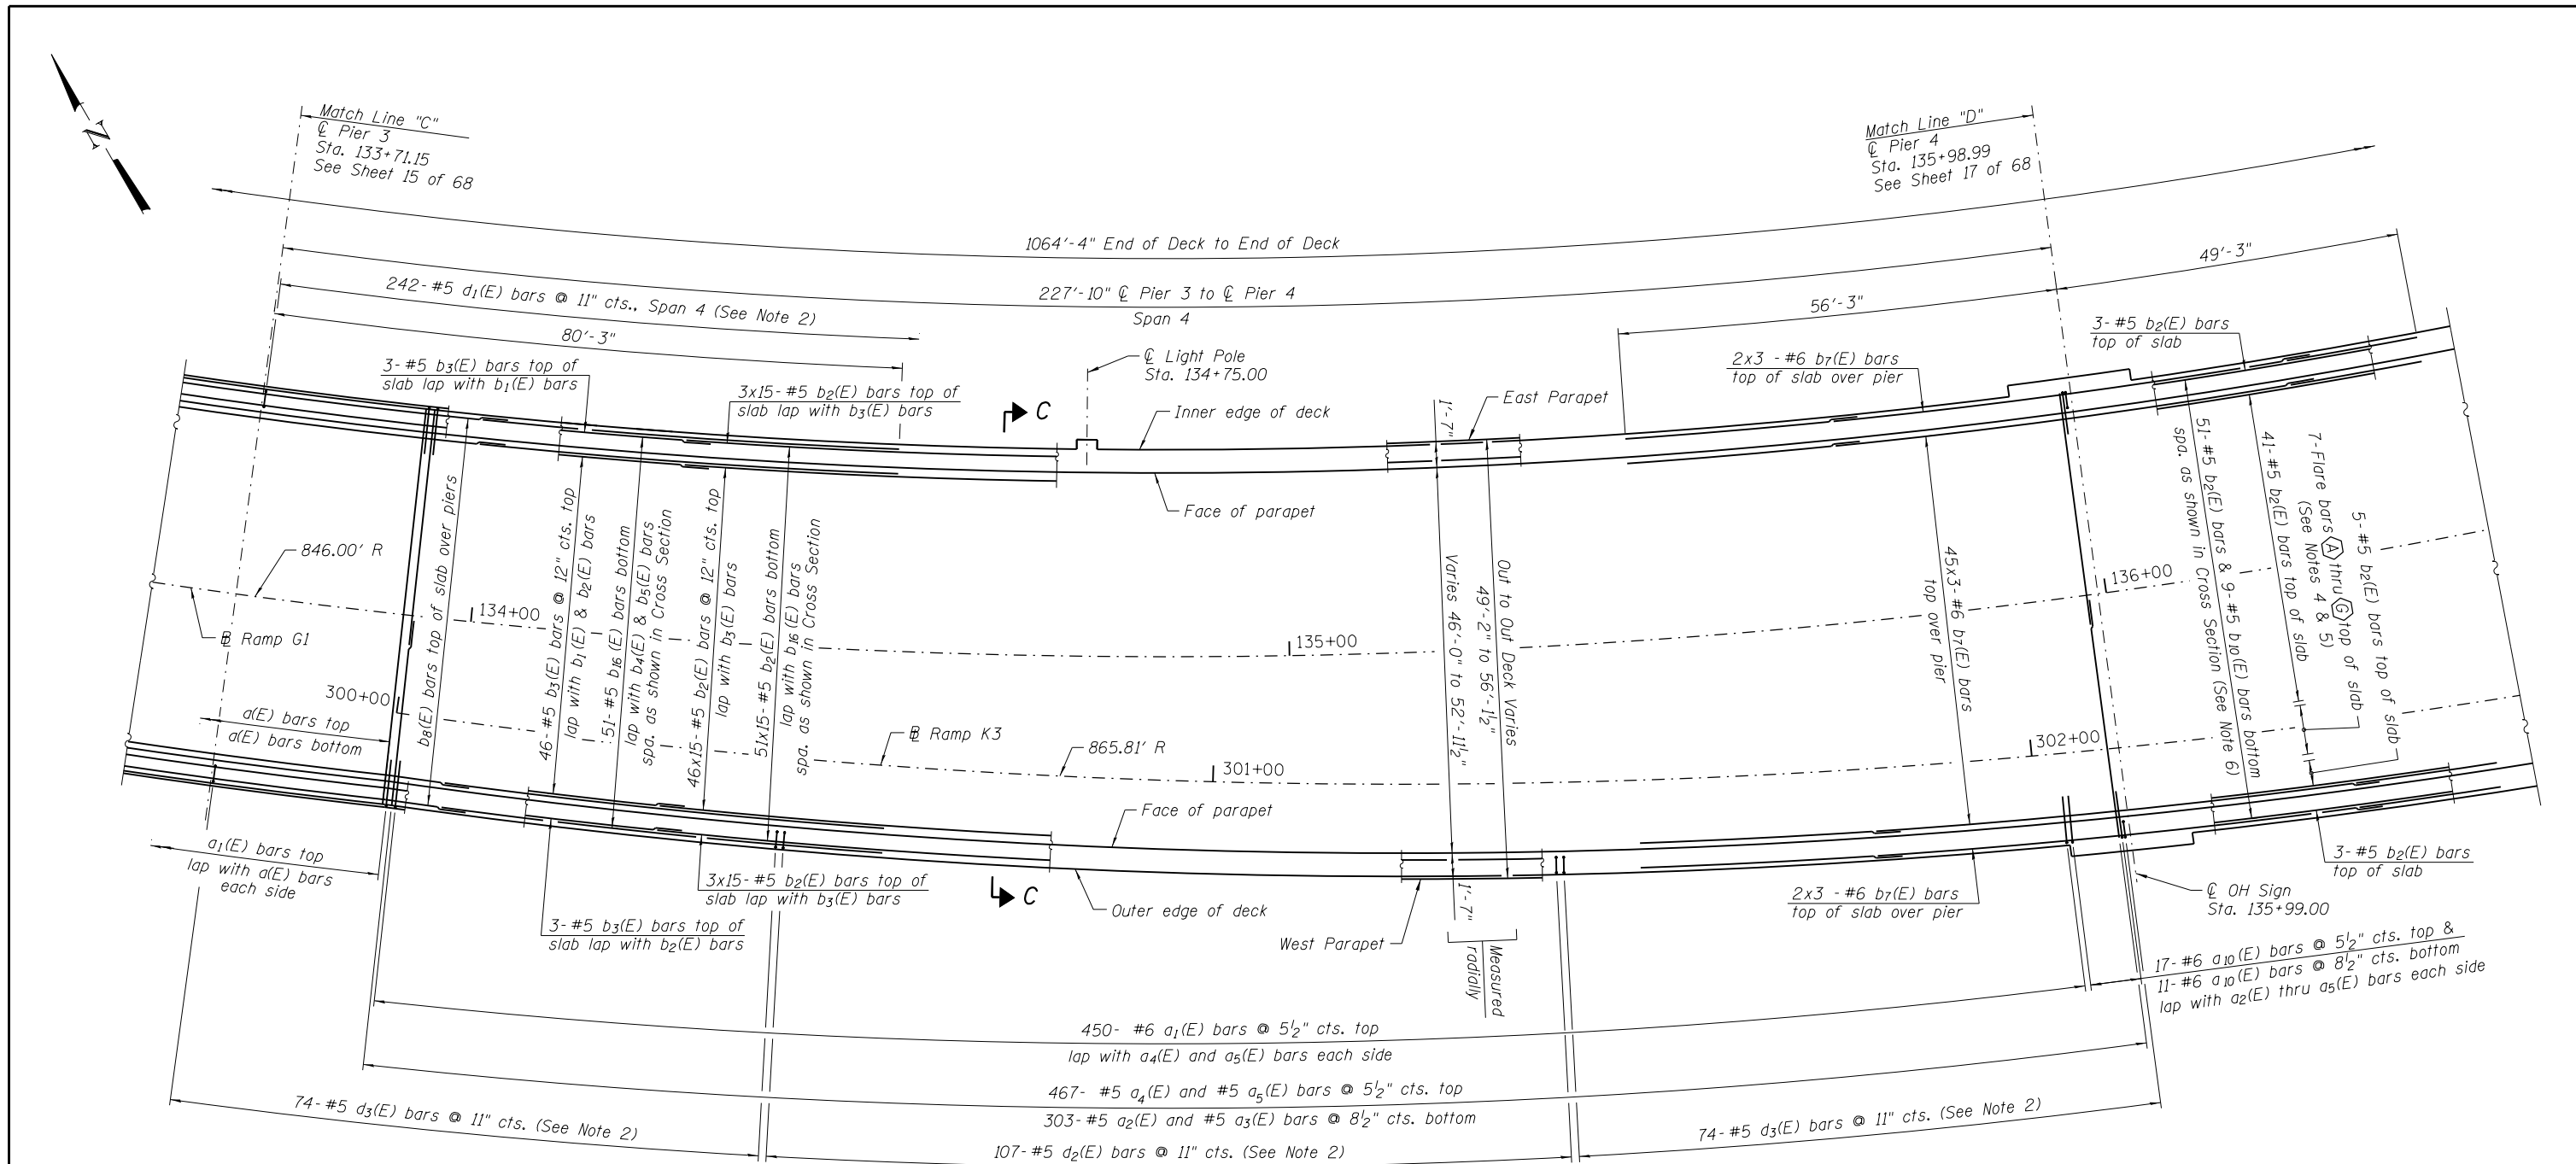 N
Match Line "C"
℄ Pier 3
Sta. 133+71.15
See Sheet 15 of 68
Match Line "D"
℄ Pier 4
Sta. 135+98.99
See Sheet 17 of 68
1064'-4" End of Deck to End of Deck
49'-3"
242-#5 d1(E) bars @ 11" cts., Span 4 (See Note 2)
227'-10" ℄ Pier 3 to ℄ Pier 4
Span 4
80'-3"
56'-3"
3-#5 b3(E) bars top of
slab lap with b1(E) bars
3x15-#5 b2(E) bars top of
slab lap with b3(E) bars
℄ Light Pole
Sta. 134+75.00
C
Inner edge of deck
1'-7"
East Parapet
2x3 -#6 b7(E) bars
top of slab over pier
3-#5 b2(E) bars
top of slab
Face of parapet
846.00' R
℄ Ramp G1
134+00
135+00
136+00
300+00
a(E) bars top
a(E) bars bottom
b8(E) bars top of slab over piers
46-#5 b3(E) bars @ 12" cts. top
lap with b1(E) & b2(E) bars
51-#5 b16(E) bars bottom
lap with b4(E) & b5(E) bars
spa. as shown in Cross Section
46x15-#5 b2(E) bars @ 12" cts. top
lap with b3(E) bars
51x15-#5 b2(E) bars bottom
lap with b16(E) bars
spa. as shown in Cross Section
Varies 46'-0" to 52'-11½"
Out to Out Deck Varies
49'-2" to 56'-1½"
45x3-#6 b7(E) bars
top over pier
51-#5 b2(E) bars & 9-#5 b10(E) bars bottom
spa. as shown in Cross Section (See Note 6)
41-#5 b2(E) bars top of slab
7-Flare bars A thru G top of slab
(See Notes 4 & 5)
5-#5 b2(E) bars top of slab
℄ Ramp K3
865.81' R
301+00
302+00
Face of parapet
a1(E) bars top
lap with a(E) bars
each side
3x15-#5 b2(E) bars top of
slab lap with b3(E) bars
3-#5 b3(E) bars top of
slab lap with b2(E) bars
C
Outer edge of deck
West Parapet
1'-7"
Measured
radially
2x3 -#6 b7(E) bars
top of slab over pier
3-#5 b2(E) bars
top of slab
℄ OH Sign
Sta. 135+99.00
17-#6 a10(E) bars @ 5½" cts. top &
11-#6 a10(E) bars @ 8½" cts. bottom
lap with a2(E) thru a5(E) bars each side
450- #6 a1(E) bars @ 5½" cts. top
lap with a4(E) and a5(E) bars each side
467- #5 a4(E) and #5 a5(E) bars @ 5½" cts. top
303-#5 a2(E) and #5 a3(E) bars @ 8½" cts. bottom
74-#5 d3(E) bars @ 11" cts. (See Note 2)
107-#5 d2(E) bars @ 11" cts. (See Note 2)
74-#5 d3(E) bars @ 11" cts. (See Note 2)